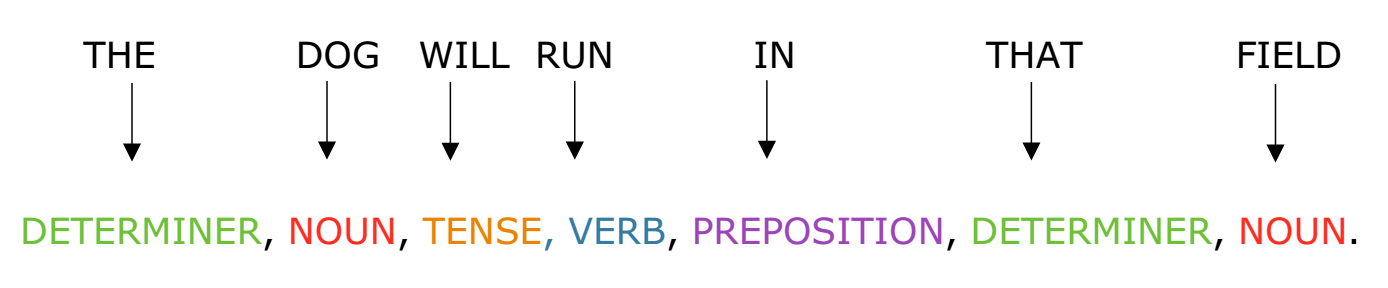 THE DOG WILL RUN IN THAT FIELD
DETERMINER, NOUN, TENSE, VERB, PREPOSITION, DETERMINER, NOUN.